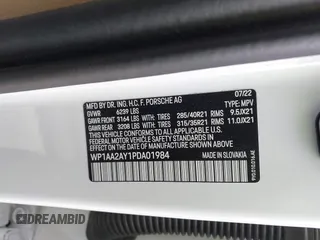 07/22
MFD. BY DR. ING. H.C. F. PORSCHE AG
GVWR 6239 LBS TYPE: MPV
GAWR FRONT 3164 LBS WITH TIRES 285/40R21 RIMS 9.5JX21
GAWR REAR 3208 LBS WITH TIRES 315/35R21 RIMS 11.0JX21
THIS VEHICLE CONFORMS TO ALL APPLICABLE
FEDERAL MOTOR VEHICLE SAFETY AND
THEFT PREVENTION STANDARDS IN EFFECT ON
THE DATE OF MANUFACTURE SHOWN ABOVE.
WP1AA2AY1PDA01984 MADE IN SLOVAKIA
DREAMBID